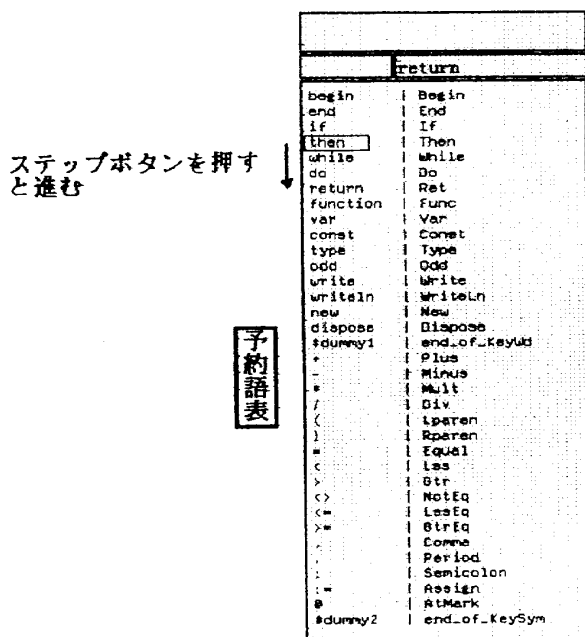 return
begin | Begin
end | End
if | If
then | Then
while | While
do | Do
return | Ret
function | Func
var | Var
const | Const
type | Type
odd | Odd
write | Write
writeln | WriteLn
new | New
dispose | Dispose
$dummy1 | end_of_KeyWd
+ | Plus
- | Minus
* | Mult
/ | Div
( | Lparen
) | Rparen
= | Equal
< | Lss
> | Gtr
<> | NotEq
<= | LssEq
>= | GtrEq
, | Comma
. | Period
; | Semicolon
:= | Assign
@ | AtMark
$dummy2 | end_of_KeySym
ステップボタンを押す
と進む
予約語表